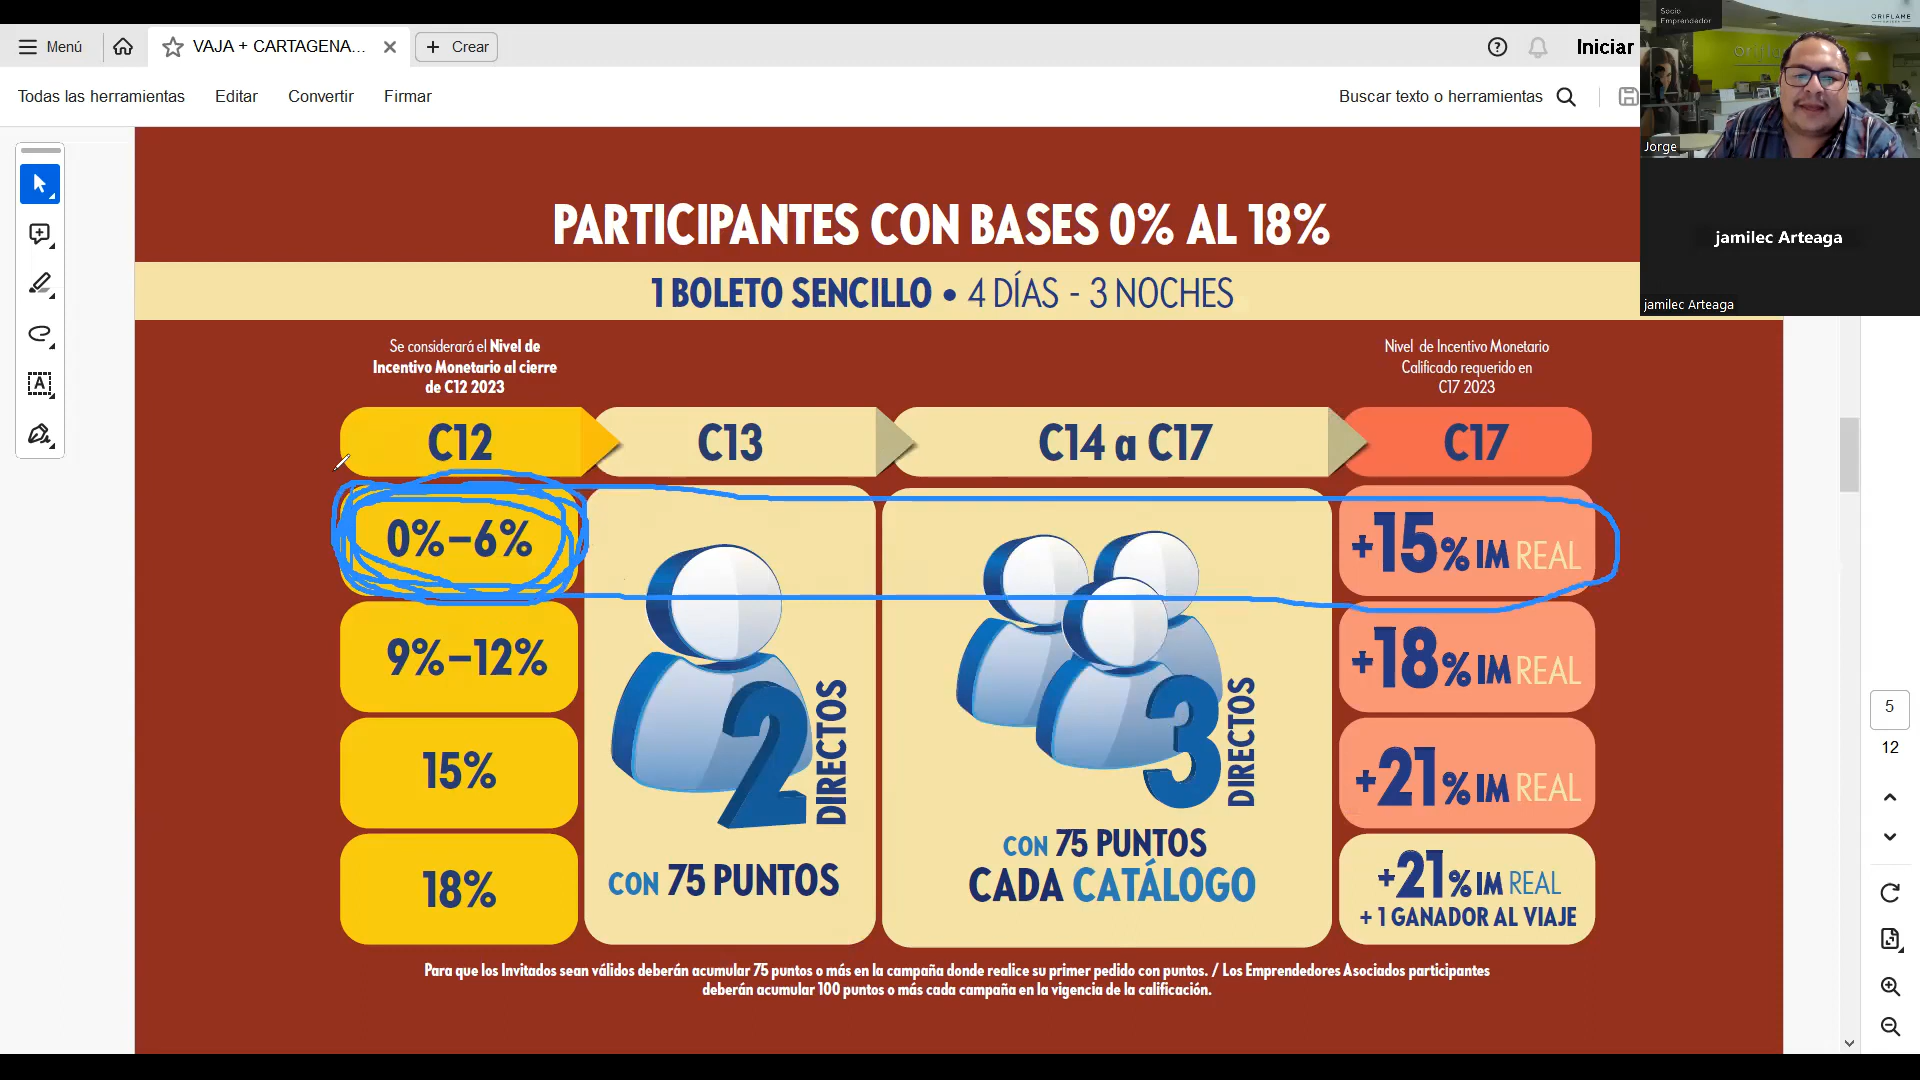 Menú
VAJA + CARTAGENA...
Crear
Iniciar
Todas las herramientas
Editar
Convertir
Firmar
Buscar texto o herramientas
Socio
Emprendedor
ORIFLAME
Jorge
jamilec Arteaga
jamilec Arteaga
PARTICIPANTES CON BASES 0% AL 18%
1 BOLETO SENCILLO • 4 DÍAS - 3 NOCHES
Se considerará el Nivel de
Incentivo Monetario al cierre
de C12 2023
Nivel de Incentivo Monetario
Calificado requerido en
C17 2023
C12
C13
C14 a C17
C17
0%–6%
9%–12%
15%
18%
2
DIRECTOS
CON 75 PUNTOS
3
DIRECTOS
CON 75 PUNTOS
CADA CATÁLOGO
+15% IM REAL
+18% IM REAL
+21% IM REAL
+21% IM REAL
+ 1 GANADOR AL VIAJE
Para que los Invitados sean válidos deberán acumular 75 puntos o más en la campaña donde realice su primer pedido con puntos. / Los Emprendedores Asociados participantes
deberán acumular 100 puntos o más cada campaña en la vigencia de la calificación.
5
12